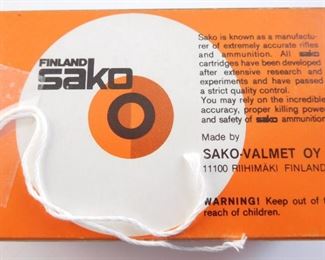 FINLAND
sako
Sako is known as a manufactu-
rer of extremely accurate rifles
and ammunition. All sako
cartridges have been developed
after extensive research and
experiments and have passed
a strict quality control.
You may rely on the incredible
accuracy, proper killing power
and safety of sako ammunition
Made by
SAKO-VALMET OY
11100 RIIHIMÄKI FINLAND
WARNING! Keep out of
reach of children.